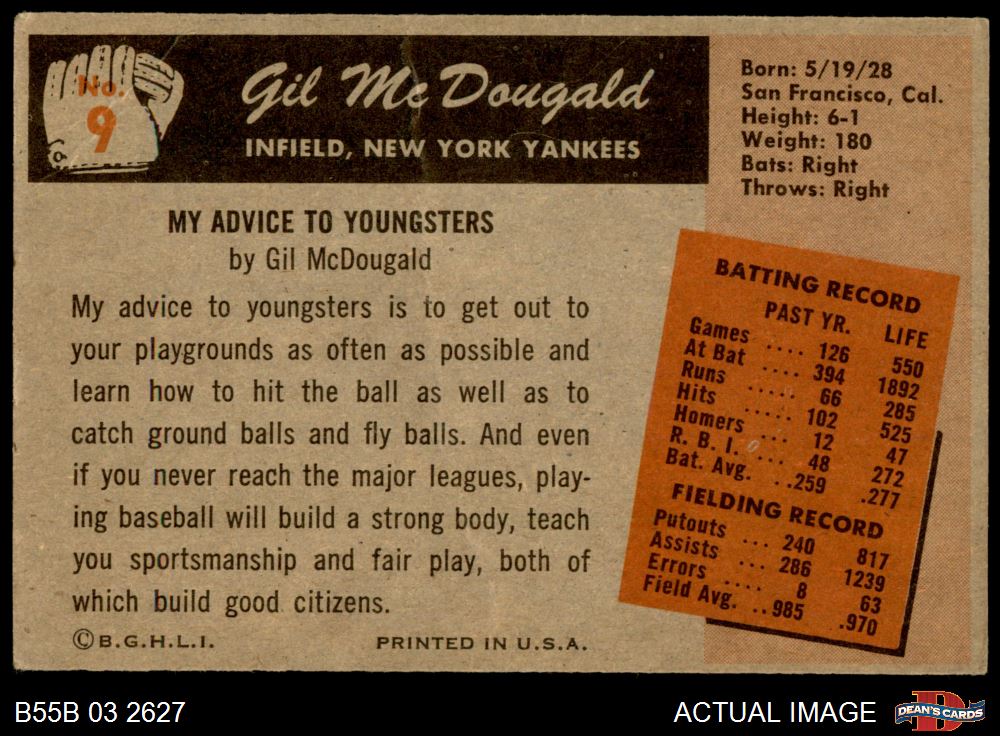 No.
9
Gil McDougald
INFIELD, NEW YORK YANKEES
Born: 5/19/28
San Francisco, Cal.
Height: 6-1
Weight: 180
Bats: Right
Throws: Right
MY ADVICE TO YOUNGSTERS
by Gil McDougald
My advice to youngsters is to get out to
your playgrounds as often as possible and
learn how to hit the ball as well as to
catch ground balls and fly balls. And even
if you never reach the major leagues, play-
ing baseball will build a strong body, teach
you sportsmanship and fair play, both of
which build good citizens.
©B.G.H.L.I. PRINTED IN U.S.A.
BATTING RECORD
PAST YR. LIFE
Games .... 126 550
At Bat .... 394 1892
Runs ..... 66 285
Hits ..... 102 525
Homers ... 12 47
R. B. I. ... 48 272
Bat. Avg. ..259 .277
FIELDING RECORD
Putouts ... 240 817
Assists ... 286 1239
Errors .... 8 63
Field Avg. ..985 .970
B55B 03 2627 ACTUAL IMAGE DEAN'S CARDS